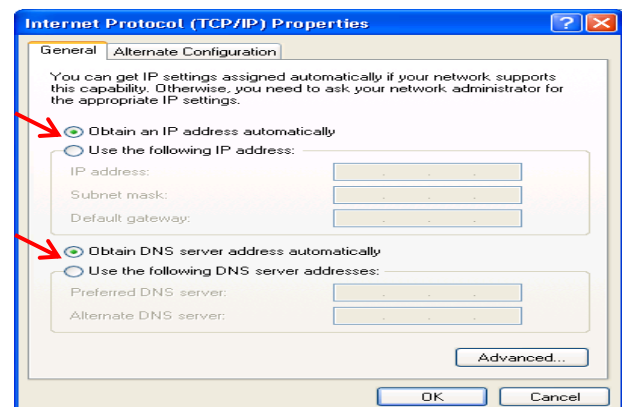 Internet Protocol (TCP/IP) Properties
General Alternate Configuration
You can get IP settings assigned automatically if your network supports
this capability. Otherwise, you need to ask your network administrator for
the appropriate IP settings.
Obtain an IP address automatically
Use the following IP address:
IP address:
Subnet mask:
Default gateway:
Obtain DNS server address automatically
Use the following DNS server addresses:
Preferred DNS server:
Alternate DNS server:
Advanced...
OK Cancel